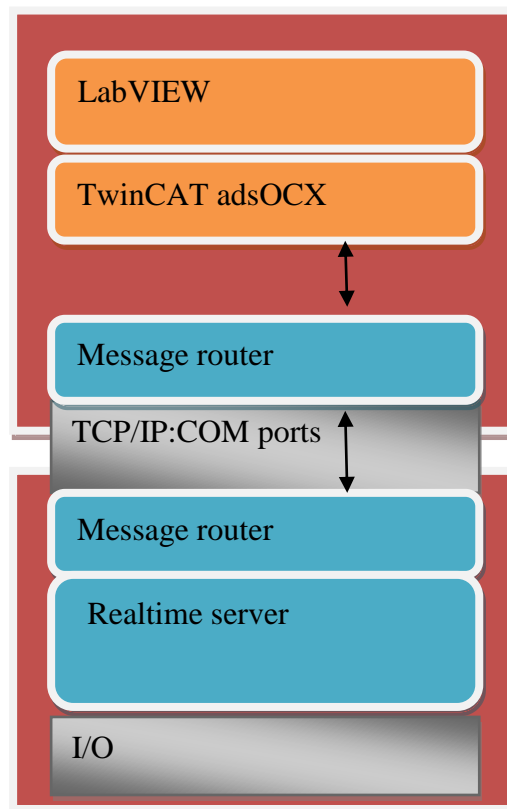 LabVIEW
TwinCAT adsOCX
Message router
TCP/IP:COM ports
Message router
Realtime server
I/O